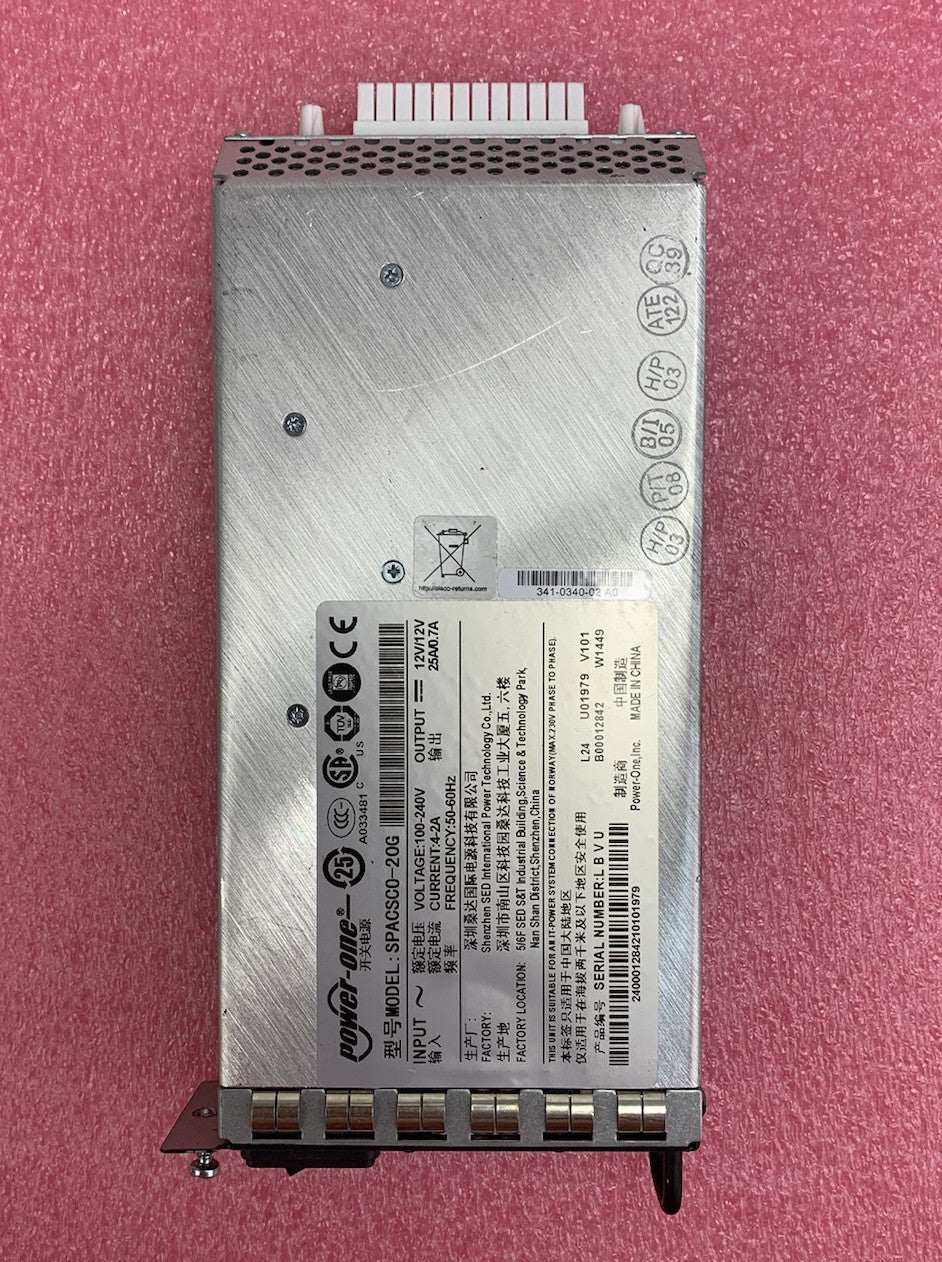 QC
39
ATE
122
H/P
03
B/I
05
P/T
08
H/P
03
http://cisco-returns.com
341-0340-02 A0
power-one®
开关电源
25
CCC
A033481
SA®
C US
TUV
CE
型号MODEL: SPACSCO-20G
INPUT ~ 额定电压 VOLTAGE:100-240V OUTPUT 12V/12V
输入 额定电流 CURRENT:4-2A 输出 25A/0.7A
频率 FREQUENCY:50-60Hz
生产厂: 深圳桑达国际电源科技有限公司
FACTORY: Shenzhen SED International Power Technology Co.,Ltd.
生产地 深圳市南山区科技园桑达科技工业大厦五,六楼
FACTORY LOCATION: 5/6F SED S&T Industrial Building,Science & Technology Park,
Nan Shan District,Shenzhen,China
THIS UNIT IS SUITABLE FOR AN IT-POWER SYSTEM CONNECTION OF NORWAY(MAX.230V PHASE TO PHASE).
本标签只适用于中国大陆地区
仅适用于在海拔两千米及以下地区安全使用
L24 U01979 V101
B00012842 W1449
产品编号 SERIAL NUMBER:L B V U
制造商 中国制造
Power-One,Inc. MADE IN CHINA
24000128421010197​9